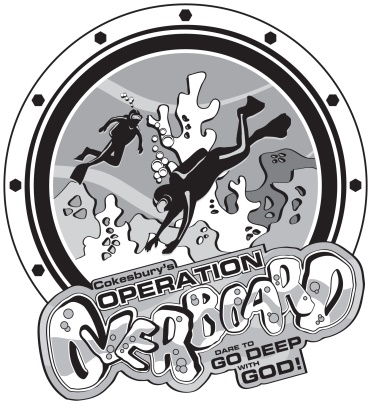 Cokesbury's
OPERATION
OVERBOARD
DARE TO
GO DEEP
WITH
GOD!